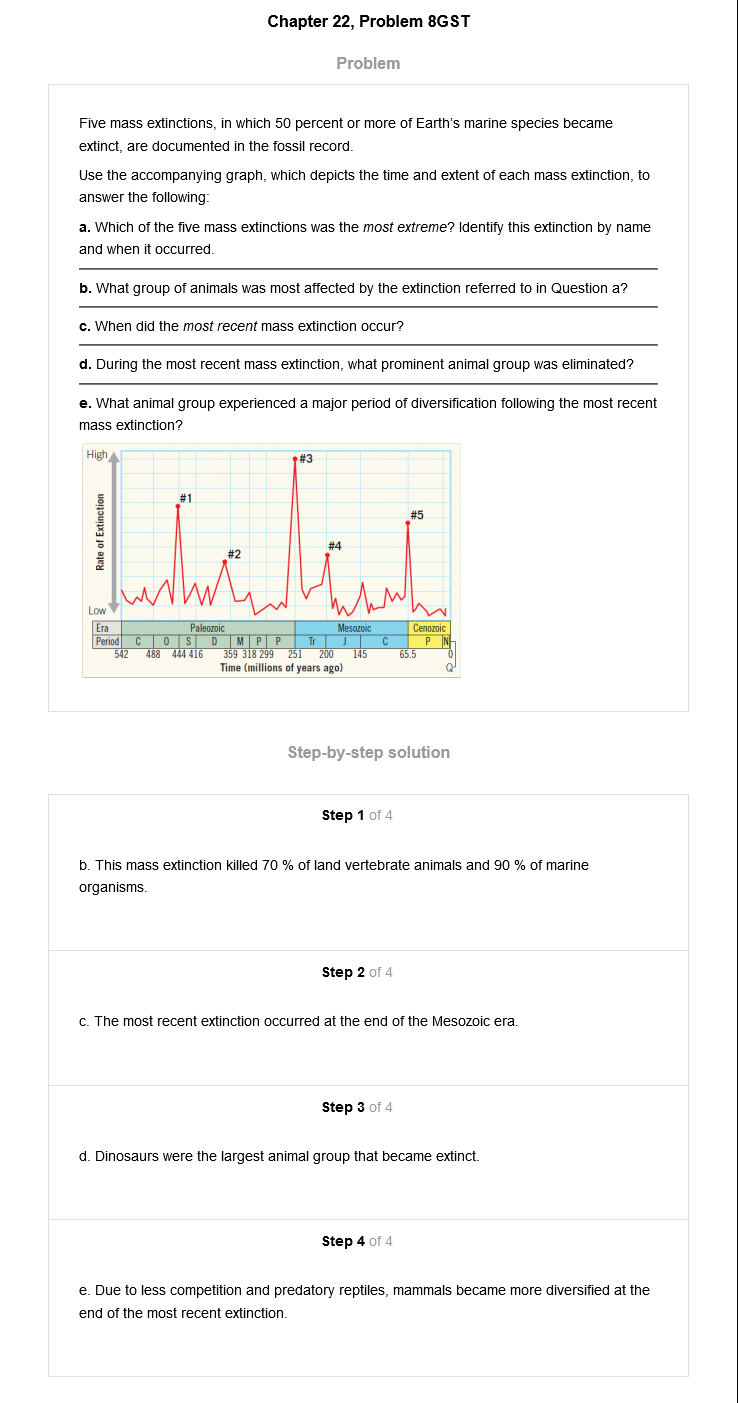 Chapter 22, Problem 8GST
Problem
Five mass extinctions, in which 50 percent or more of Earth's marine species became
extinct, are documented in the fossil record.
Use the accompanying graph, which depicts the time and extent of each mass extinction, to
answer the following:
a. Which of the five mass extinctions was the most extreme? Identify this extinction by name
and when it occurred.
b. What group of animals was most affected by the extinction referred to in Question a?
c. When did the most recent mass extinction occur?
d. During the most recent mass extinction, what prominent animal group was eliminated?
e. What animal group experienced a major period of diversification following the most recent
mass extinction?
High
Rate of Extinction
Low
#1
#2
#3
#4
#5
Era Paleozoic Mesozoic Cenozoic
Period C O S D M P P Tr J C P N
542 488 444 416 359 318 299 251 200 145 65.5 0
Time (millions of years ago) Q
Step-by-step solution
Step 1 of 4
b. This mass extinction killed 70 % of land vertebrate animals and 90 % of marine
organisms.
Step 2 of 4
c. The most recent extinction occurred at the end of the Mesozoic era.
Step 3 of 4
d. Dinosaurs were the largest animal group that became extinct.
Step 4 of 4
e. Due to less competition and predatory reptiles, mammals became more diversified at the
end of the most recent extinction.